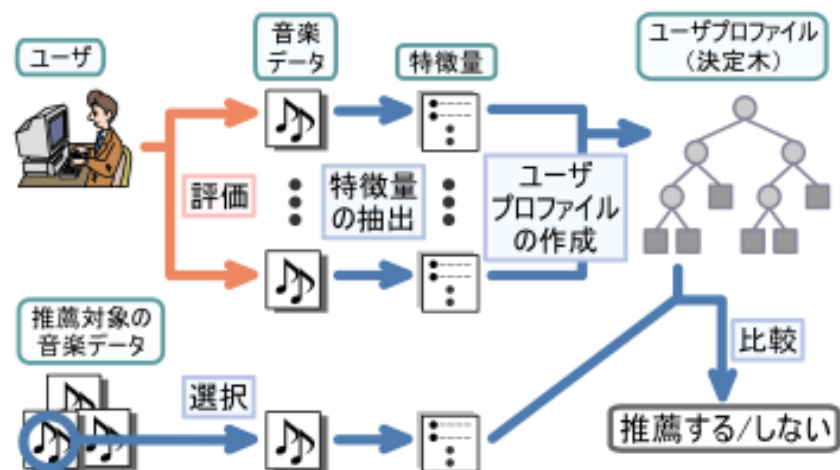 ユーザ
音楽
データ
特徴量
ユーザプロファイル
(決定木)
評価
特徴量
の抽出
ユーザ
プロファイル
の作成
推薦対象の
音楽データ
選択
比較
推薦する/しない